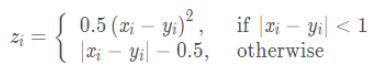 z_i = { 0.5 (x_i − y_i)², if |x_i − y_i| < 1
|x_i − y_i| − 0.5, otherwise